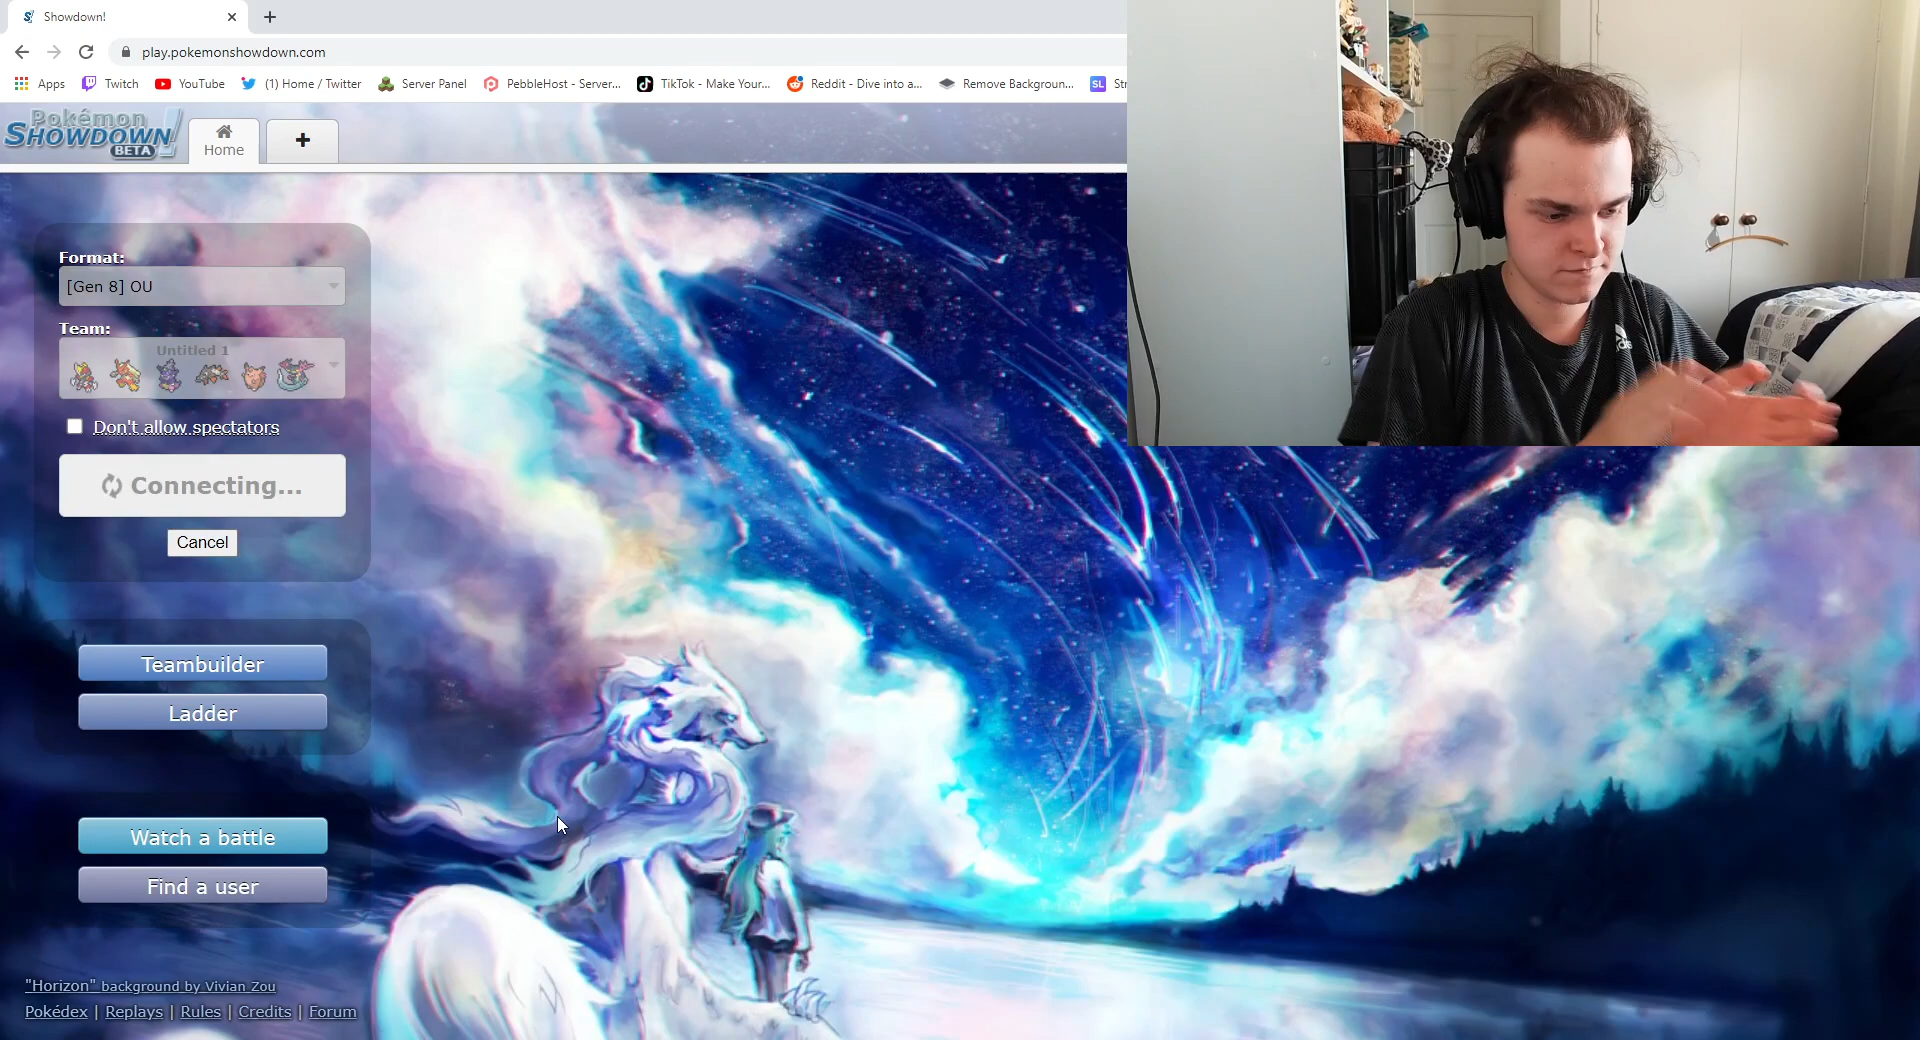 Showdown!
play.pokemonshowdown.com
Apps
Twitch
YouTube
(1) Home / Twitter
Server Panel
PebbleHost - Server...
TikTok - Make Your...
Reddit - Dive into a...
Remove Backgroun...
SL
Str
Pokémon
SHOWDOWN!
BETA
Home
Format:
[Gen 8] OU
Team:
Untitled 1
Don't allow spectators
Connecting...
Cancel
Teambuilder
Ladder
Watch a battle
Find a user
"Horizon" background by Vivian Zou
Pokédex | Replays | Rules | Credits | Forum